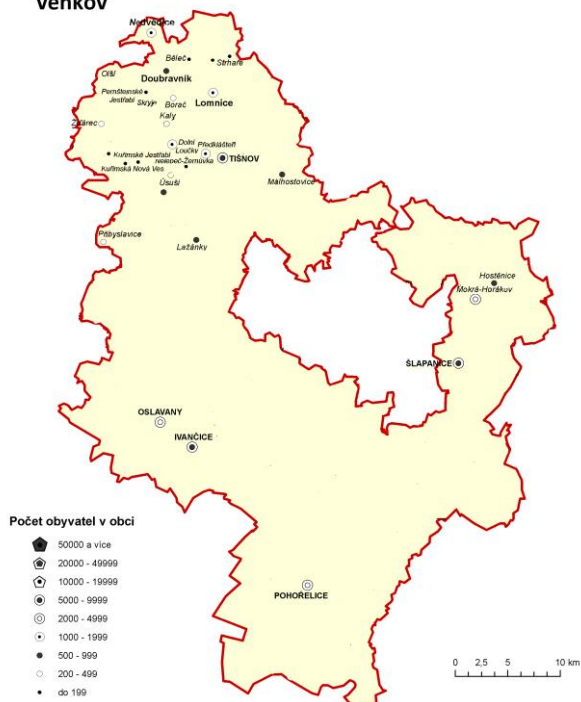 Venkov
Nedvědice
Běleč
Strhaře
Olší
Doubravník
Pernštejnské
Jestřabí
Skryje
Borač
Lomnice
Kaly
Žďárec
Dolní
Loučky
Předklášteří
TIŠNOV
Kuřimské Jestřabí
Nelepeč-Žernůvka
Kuřimská Nová Ves
Malhostovice
Úsuší
Přibyslavice
Lažánky
Hostěnice
Mokrá-Horákov
ŠLAPANICE
OSLAVANY
IVANČICE
POHOŘELICE
Počet obyvatel v obci
50000 a více
20000 - 49999
10000 - 19999
5000 - 9999
2000 - 4999
1000 - 1999
500 - 999
200 - 499
do 199
0 2,5 5 10 km